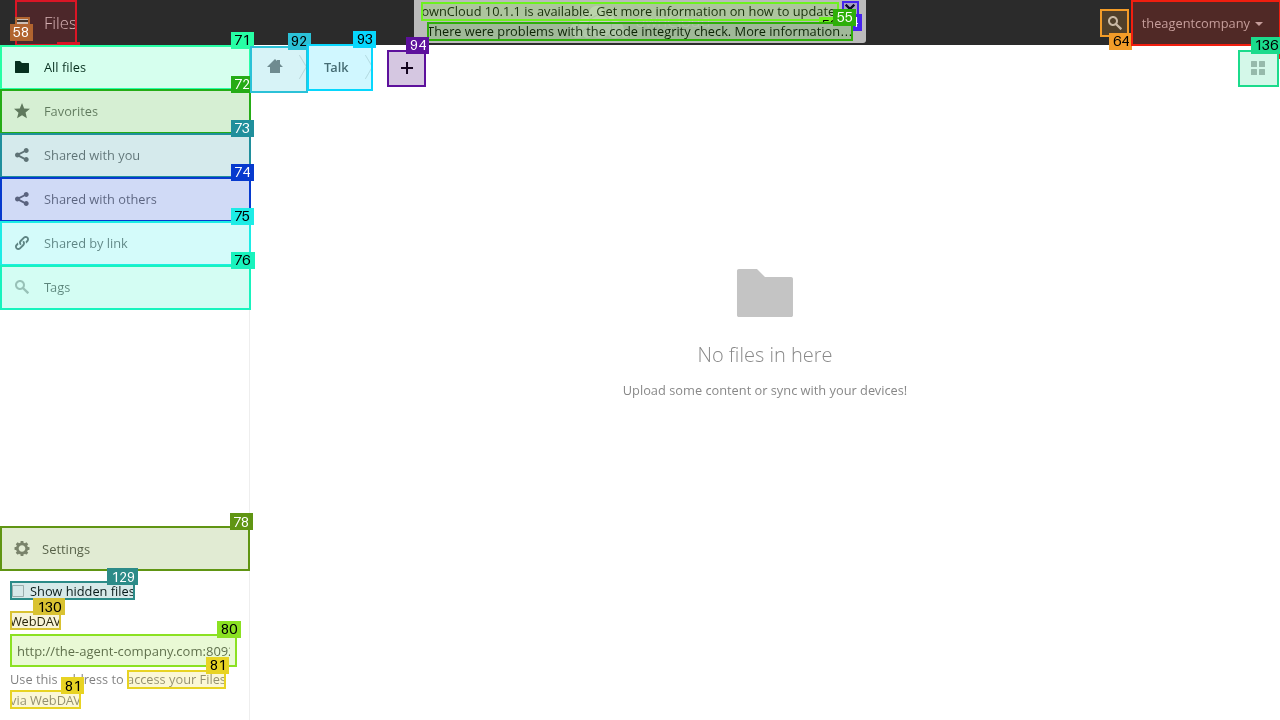 Files
ownCloud 10.1.1 is available. Get more information on how to update
There were problems with the code integrity check. More information…
theagentcompany
58
55
64
71
All files
92
93
Talk
94
+
136
72
Favorites
73
Shared with you
74
Shared with others
75
Shared by link
76
Tags
No files in here
Upload some content or sync with your devices!
78
Settings
129
Show hidden files
130
WebDAV
80
http://the-agent-company.com:809
81
Use this address to access your Files
81
via WebDAV